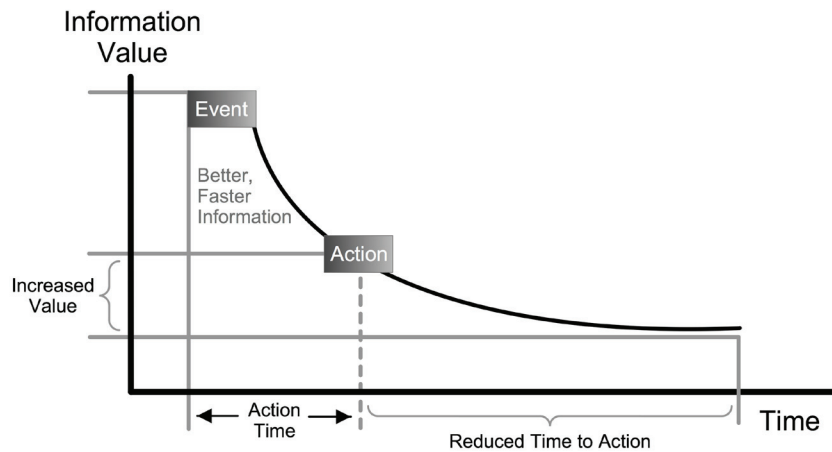 Information
Value
Event
Better,
Faster
Information
Action
Increased
Value
Action
Time
Time
Reduced Time to Action